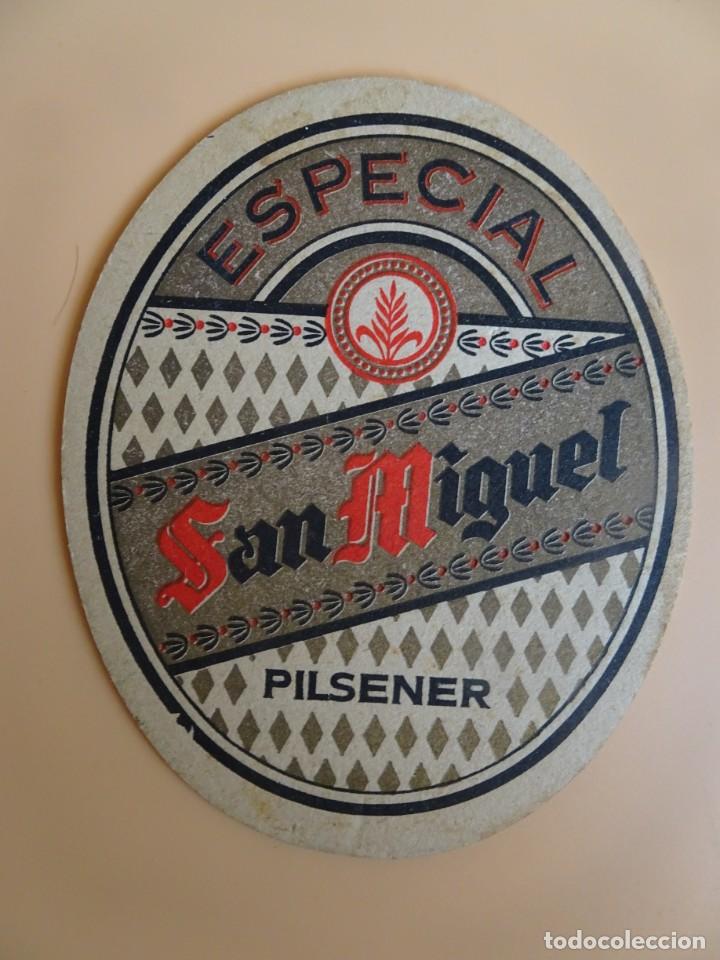 ESPECIAL
San Miguel
PILSENER
todocoleccion